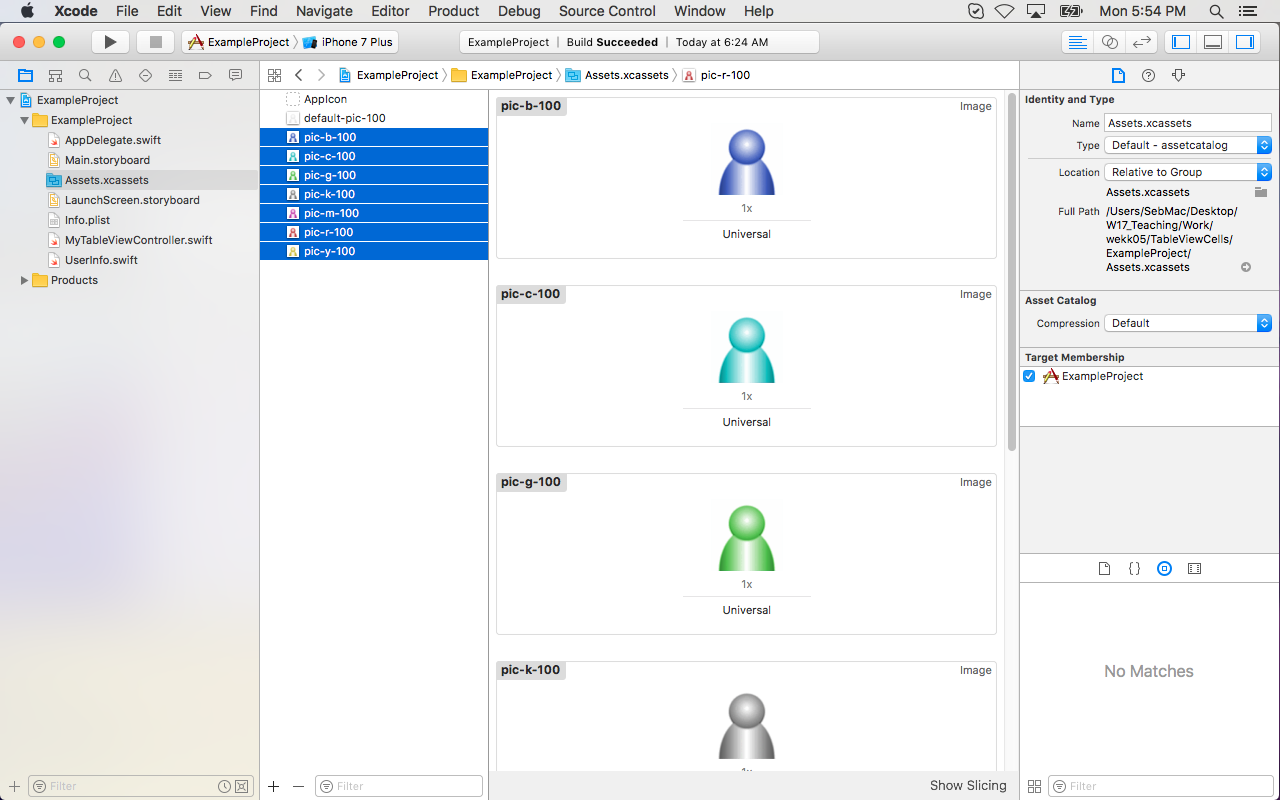 Xcode File Edit View Find Navigate Editor Product Debug Source Control Window Help Mon 5:54 PM
ExampleProject iPhone 7 Plus ExampleProject | Build Succeeded | Today at 6:24 AM
ExampleProject ExampleProject Assets.xcassets pic-r-100
ExampleProject
ExampleProject
AppDelegate.swift
Main.storyboard
Assets.xcassets
LaunchScreen.storyboard
Info.plist
MyTableViewController.swift
UserInfo.swift
Products
Filter
AppIcon
default-pic-100
pic-b-100
pic-c-100
pic-g-100
pic-k-100
pic-m-100
pic-r-100
pic-y-100
Filter
pic-b-100 Image
1x
Universal
pic-c-100 Image
1x
Universal
pic-g-100 Image
1x
Universal
pic-k-100 Image
1x
Show Slicing
Identity and Type
Name Assets.xcassets
Type Default - assetcatalog
Location Relative to Group
Assets.xcassets
Full Path /Users/SebMac/Desktop/
W17_Teaching/Work/
wekk05/TableViewCells/
ExampleProject/
Assets.xcassets
Asset Catalog
Compression Default
Target Membership
ExampleProject
No Matches
Filter